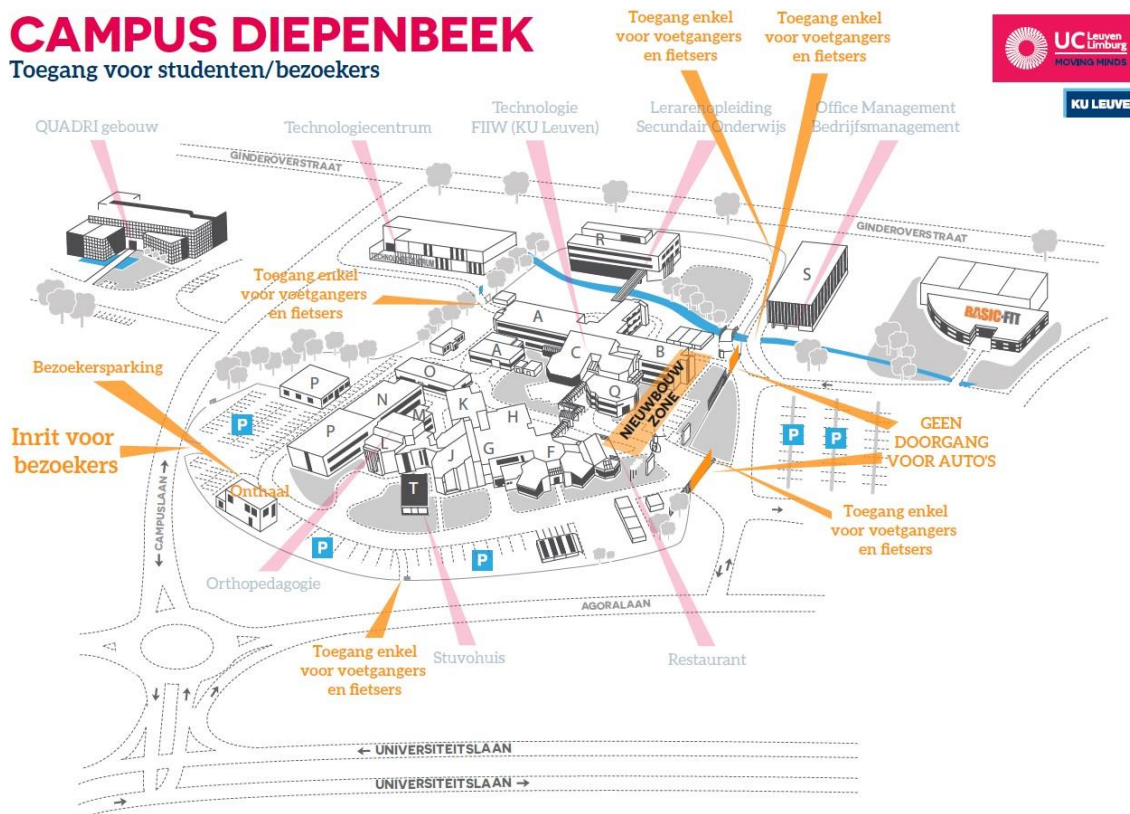 CAMPUS DIEPENBEEK
Toegang voor studenten/bezoekers
Toegang enkel
voor voetgangers
en fietsers
Toegang enkel
voor voetgangers
en fietsers
UC Leuven
Limburg
MOVING MINDS
KU LEUVE
QUADRI gebouw
Technologiecentrum
Technologie
FIIW (KU Leuven)
Lerarenopleiding
Secundair Onderwijs
Office Management
Bedrijfsmanagement
GINDEROVERSTRAAT
GINDEROVERSTRAAT
TECHNOLOGIECENTRUM
R
S
BASIC-FIT
Toegang enkel
voor voetgangers
en fietsers
A
A
C
B
Q
O
P
N
M
K
H
P
L
J
G
F
T
NIEUWBOUW
ZONE
Bezoekersparking
Inrit voor
bezoekers
P
P
P
GEEN
DOORGANG
VOOR AUTO'S
Onthaal
CAMPUSLAAN
P
P
Toegang enkel
voor voetgangers
en fietsers
Orthopedagogie
AGORALAAN
Toegang enkel
voor voetgangers
en fietsers
Stuvohuis
Restaurant
← UNIVERSITEITSLAAN
UNIVERSITEITSLAAN →